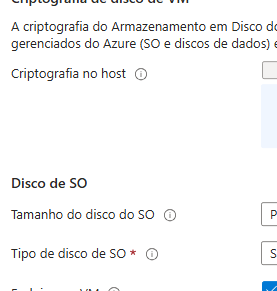 Criptografia de disco de VM
A criptografia do Armazenamento em Disco do
gerenciados do Azure (SO e discos de dados) e
Criptografia no host
Disco de SO
Tamanho do disco do SO
P
Tipo de disco de SO *
S